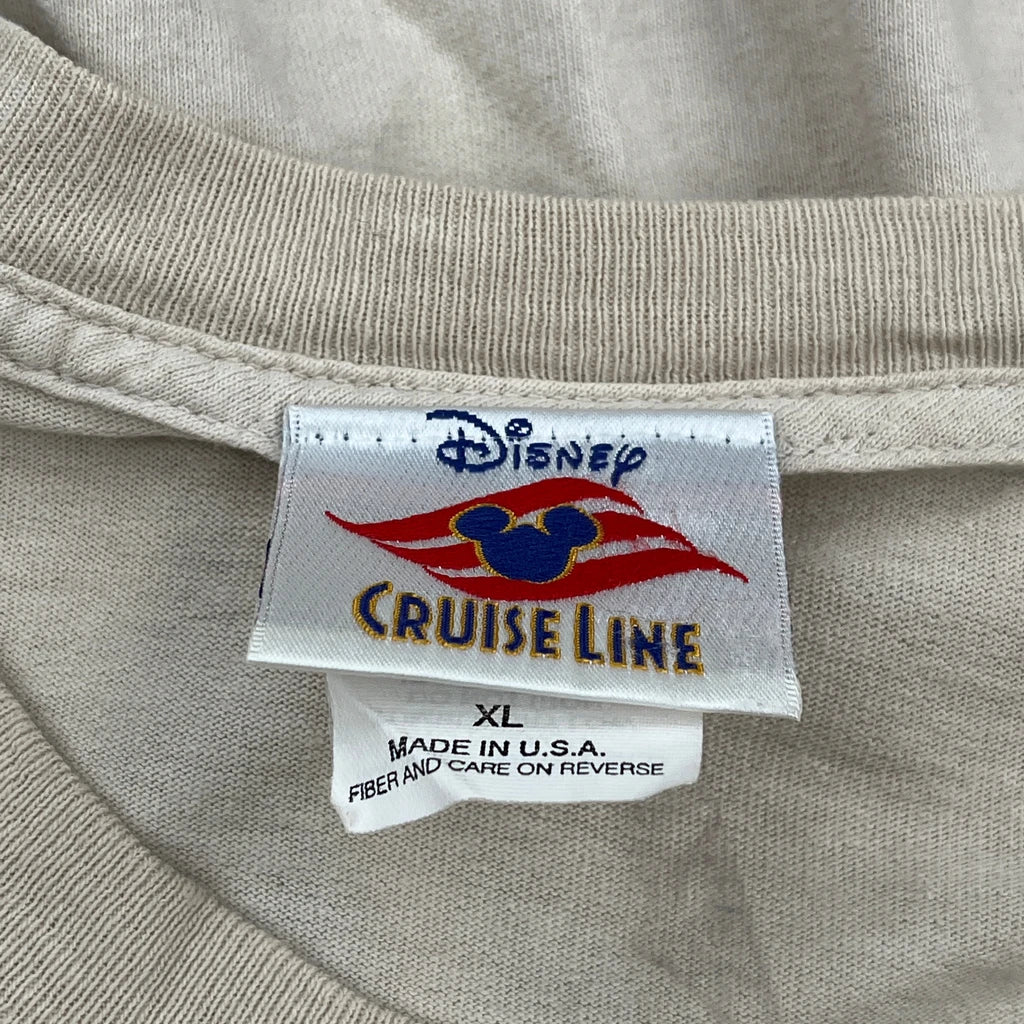 Disney
CRUISE LINE
XL
MADE IN U.S.A.
FIBER AND CARE ON REVERSE